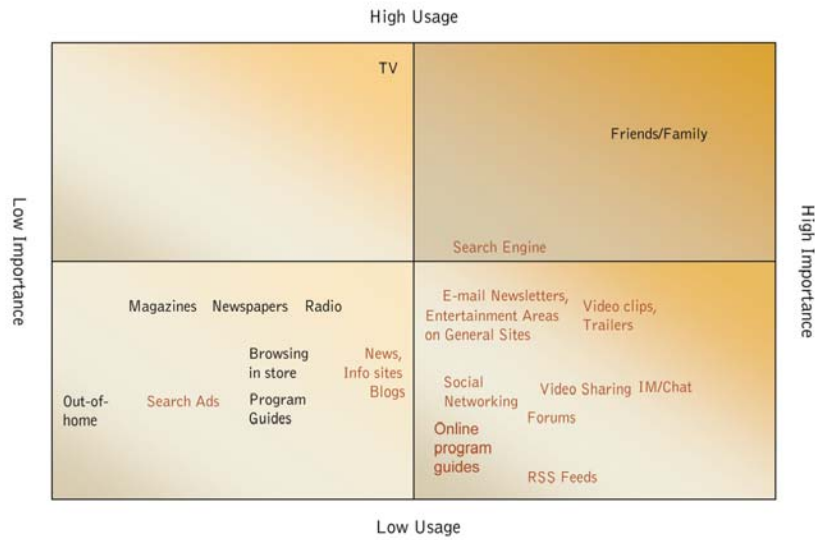 High Usage
TV
Friends/Family
Low Importance
High Importance
Search Engine
Magazines Newspapers Radio
E-mail Newsletters,
Entertainment Areas
on General Sites
Video clips,
Trailers
Browsing
in store
News,
Info sites
Blogs
Out-of-
home
Search Ads
Program
Guides
Social
Networking
Video Sharing IM/Chat
Forums
Online
program
guides
RSS Feeds
Low Usage